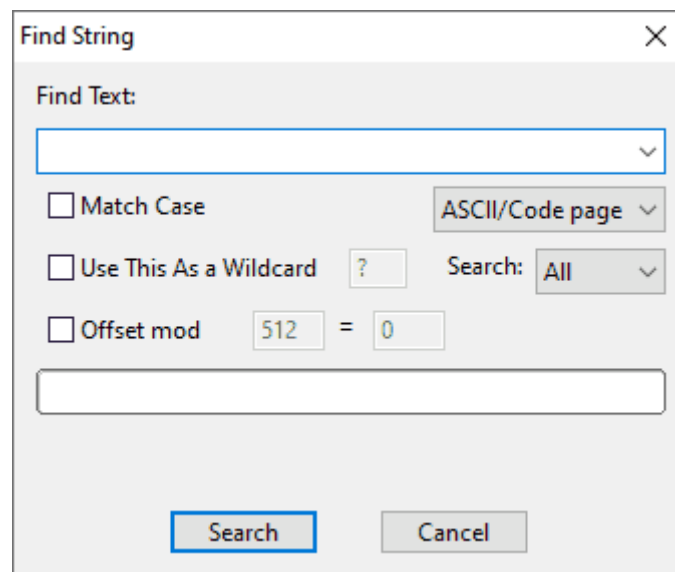 Find String
Find Text:
Match Case ASCII/Code page
Use This As a Wildcard ? Search: All
Offset mod 512 = 0
Search Cancel